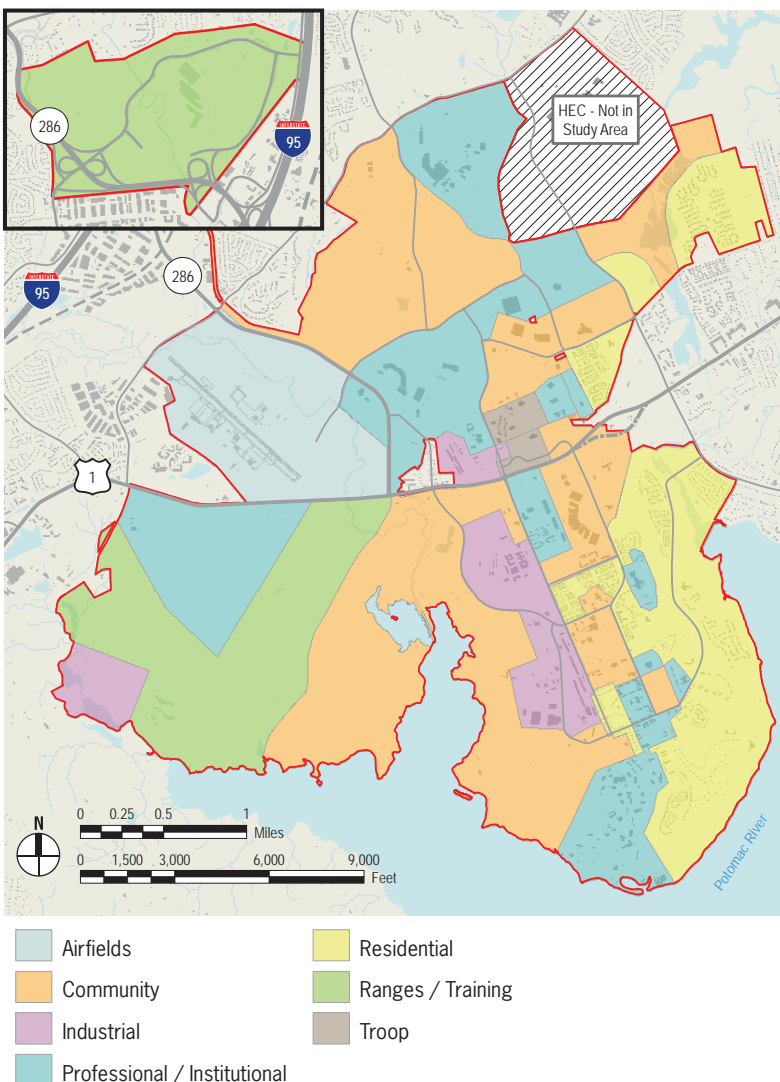 286
INTERSTATE
95
HEC - Not in
Study Area
INTERSTATE
95
286
1
N
0 0.25 0.5 1
Miles
0 1,500 3,000 6,000 9,000
Feet
Potomac River
Airfields
Community
Industrial
Professional / Institutional
Residential
Ranges / Training
Troop